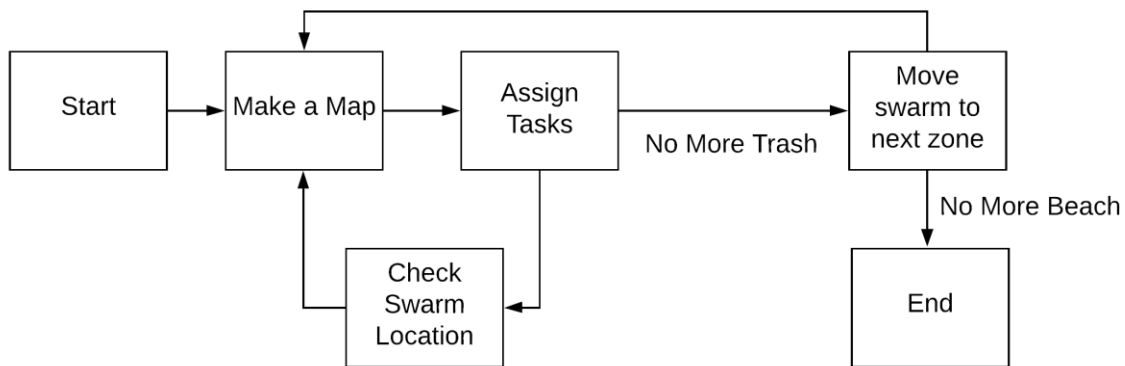 Start
Make a Map
Assign
Tasks
No More Trash
Move
swarm to
next zone
No More Beach
Check
Swarm
Location
End